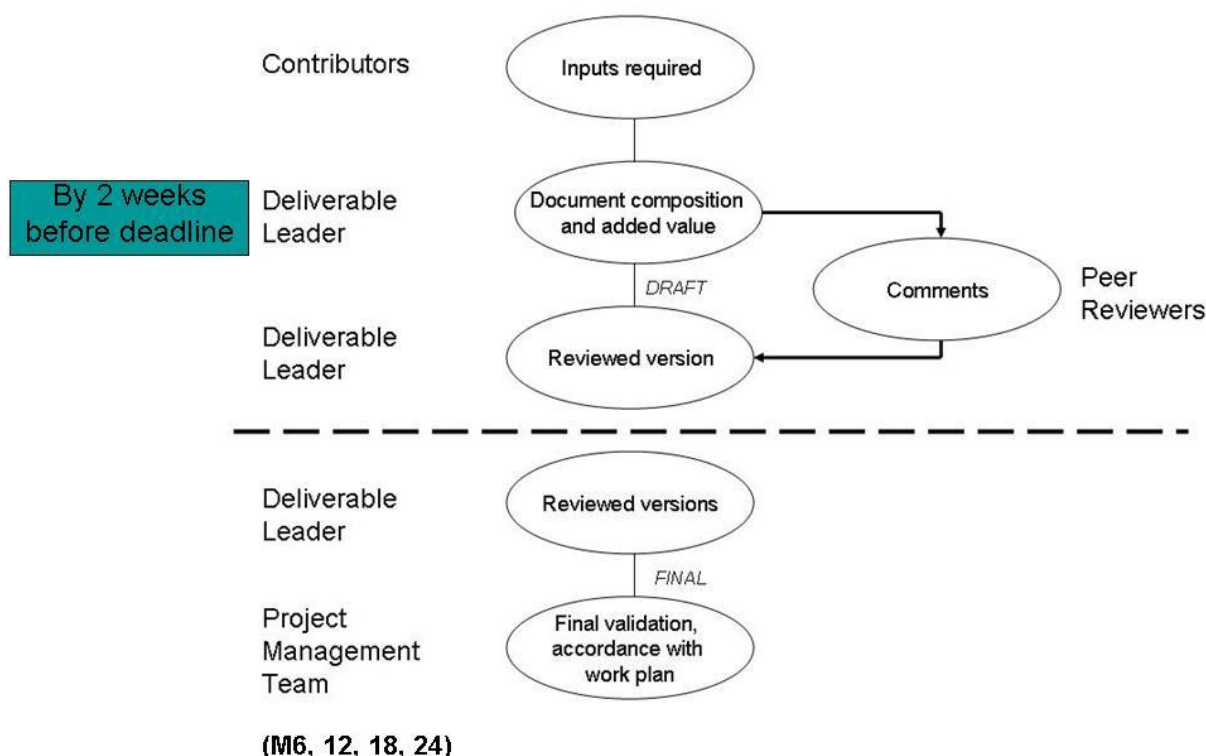 Contributors
Inputs required
By 2 weeks
before deadline
Deliverable
Leader
Document composition
and added value
DRAFT
Comments
Peer
Reviewers
Deliverable
Leader
Reviewed version
Deliverable
Leader
Reviewed versions
FINAL
Project
Management
Team
Final validation,
accordance with
work plan
(M6, 12, 18, 24)